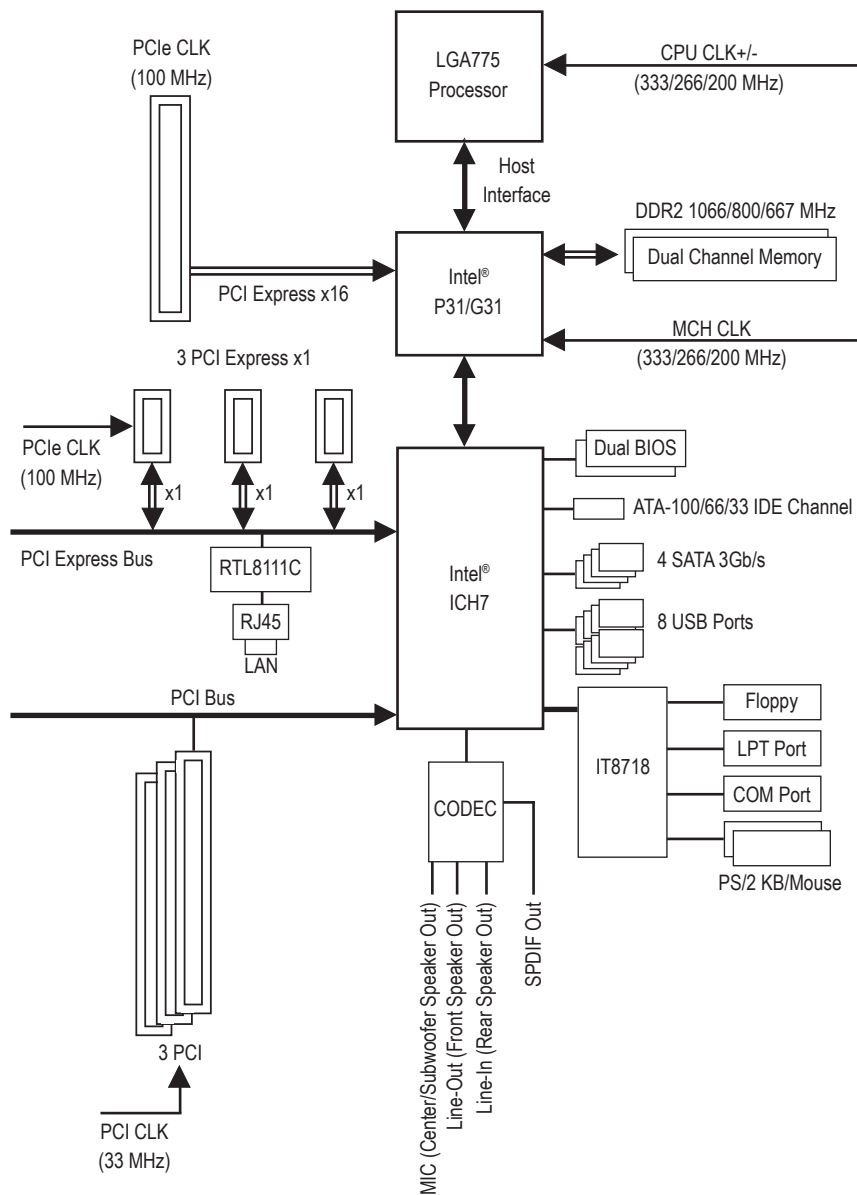 PCIe CLK
(100 MHz)
LGA775
Processor
CPU CLK+/-
(333/266/200 MHz)
Host
Interface
DDR2 1066/800/667 MHz
Dual Channel Memory
Intel®
P31/G31
PCI Express x16
MCH CLK
(333/266/200 MHz)
3 PCI Express x1
PCIe CLK
(100 MHz)
x1
x1
x1
PCI Express Bus
RTL8111C
RJ45
LAN
Intel®
ICH7
Dual BIOS
ATA-100/66/33 IDE Channel
4 SATA 3Gb/s
8 USB Ports
PCI Bus
IT8718
Floppy
LPT Port
COM Port
PS/2 KB/Mouse
CODEC
MIC (Center/Subwoofer Speaker Out)
Line-Out (Front Speaker Out)
Line-In (Rear Speaker Out)
SPDIF Out
3 PCI
PCI CLK
(33 MHz)